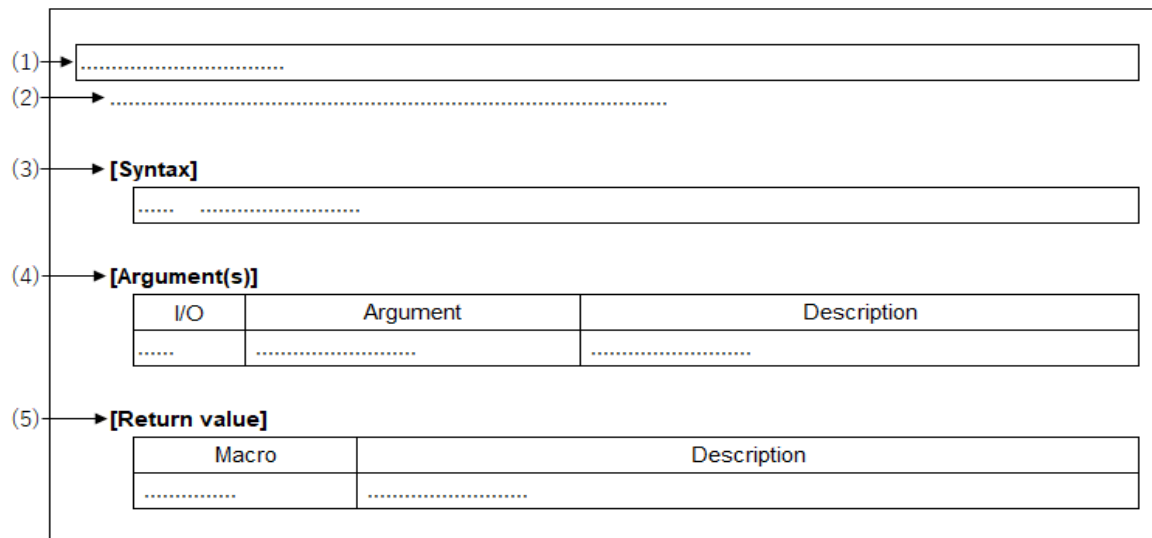 (1)
(2)
(3) [Syntax]
(4) [Argument(s)]
I/O Argument Description
(5) [Return value]
Macro Description